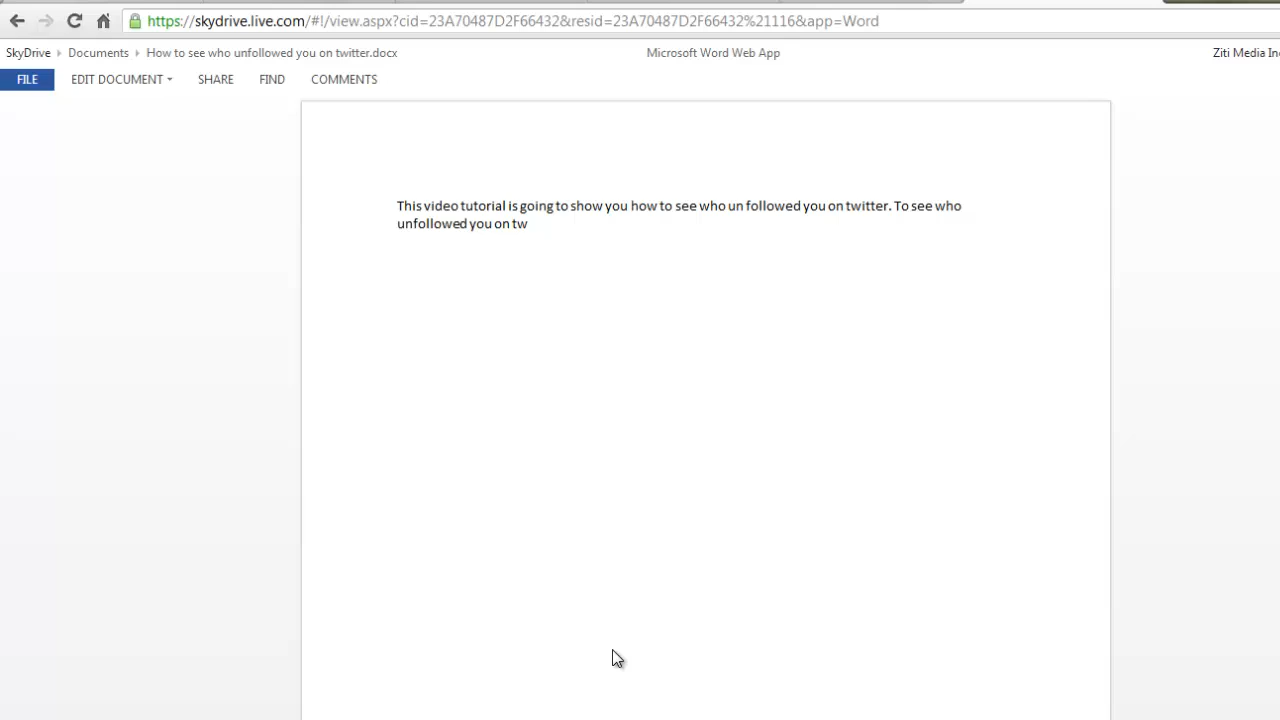 https://skydrive.live.com/#!/view.aspx?cid=23A70487D2F66432&resid=23A70487D2F66432%21116&app=Word
SkyDrive Documents How to see who unfollowed you on twitter.docx Microsoft Word Web App Ziti Media
FILE EDIT DOCUMENT SHARE FIND COMMENTS
This video tutorial is going to show you how to see who un followed you on twitter. To see who
unfollowed you on tw